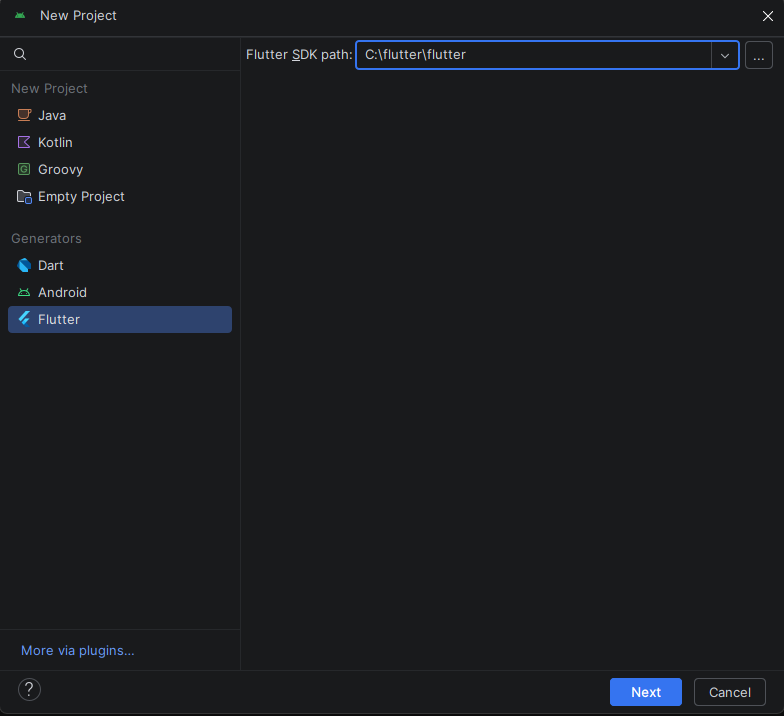 New Project
Flutter SDK path: C:\flutter\flutter ...
New Project
Java
Kotlin
G Groovy
Empty Project
Generators
Dart
Android
Flutter
More via plugins...
? Next Cancel